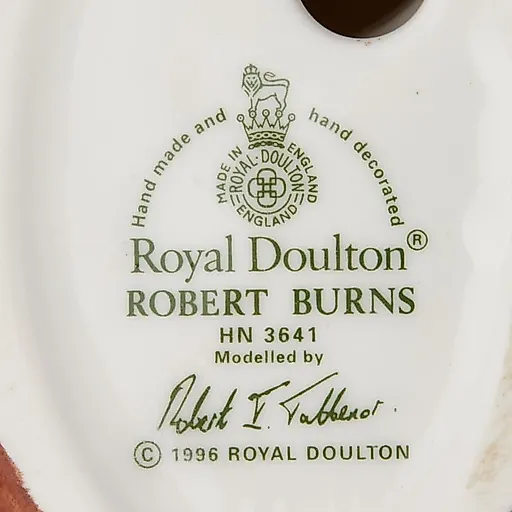 Hand made and hand decorated
MADE IN ENGLAND
ROYAL·DOULTON
ENGLAND
Royal Doulton®
ROBERT BURNS
HN 3641
Modelled by
Robert I. Tabbenor.
© 1996 ROYAL DOULTON